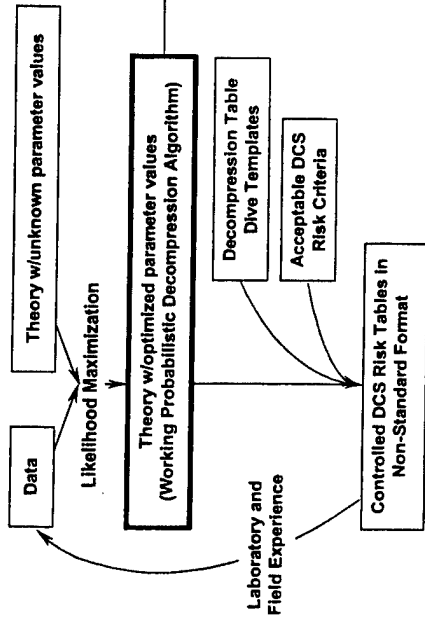 Data
Theory w/unknown parameter values
Likelihood Maximization
Theory w/optimized parameter values
(Working Probabilistic Decompression Algorithm)
Decompression Table
Dive Templates
Acceptable DCS
Risk Criteria
Laboratory and
Field Experience
Controlled DCS Risk Tables in
Non-Standard Format